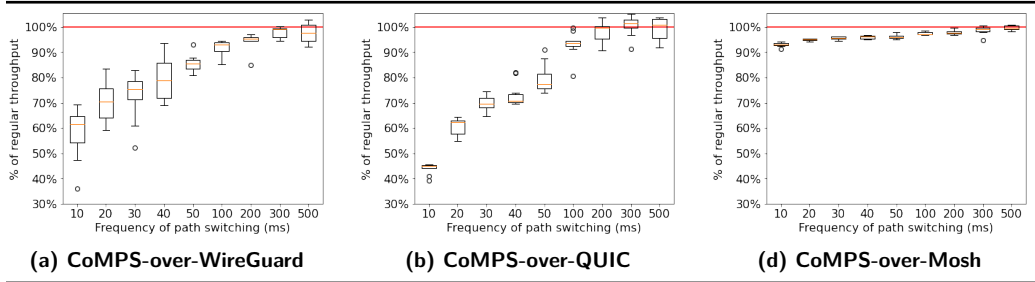 % of regular throughput
100%
90%
80%
70%
60%
50%
40%
30%
10 20 30 40 50 100 200 300 500
Frequency of path switching (ms)
(a) CoMPS-over-WireGuard
% of regular throughput
100%
90%
80%
70%
60%
50%
40%
30%
10 20 30 40 50 100 200 300 500
Frequency of path switching (ms)
(b) CoMPS-over-QUIC
% of regular throughput
100%
90%
80%
70%
60%
50%
40%
30%
10 20 30 40 50 100 200 300 500
Frequency of path switching (ms)
(d) CoMPS-over-Mosh